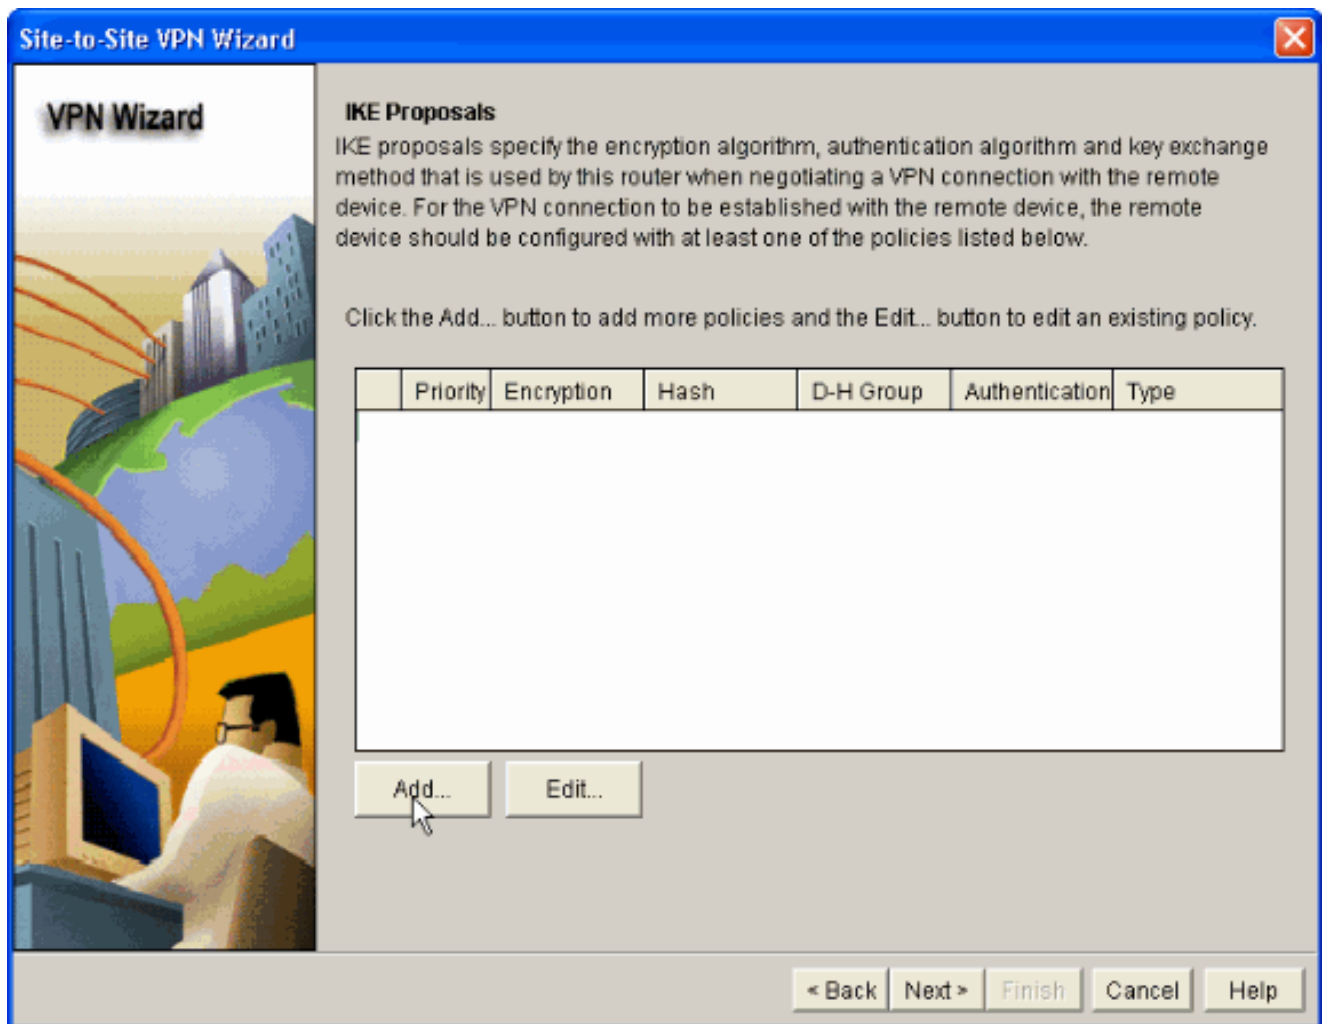 Site-to-Site VPN Wizard
VPN Wizard
IKE Proposals
IKE proposals specify the encryption algorithm, authentication algorithm and key exchange
method that is used by this router when negotiating a VPN connection with the remote
device. For the VPN connection to be established with the remote device, the remote
device should be configured with at least one of the policies listed below.
Click the Add... button to add more policies and the Edit... button to edit an existing policy.
Priority Encryption Hash D-H Group Authentication Type
Add... Edit...
< Back Next > Finish Cancel Help